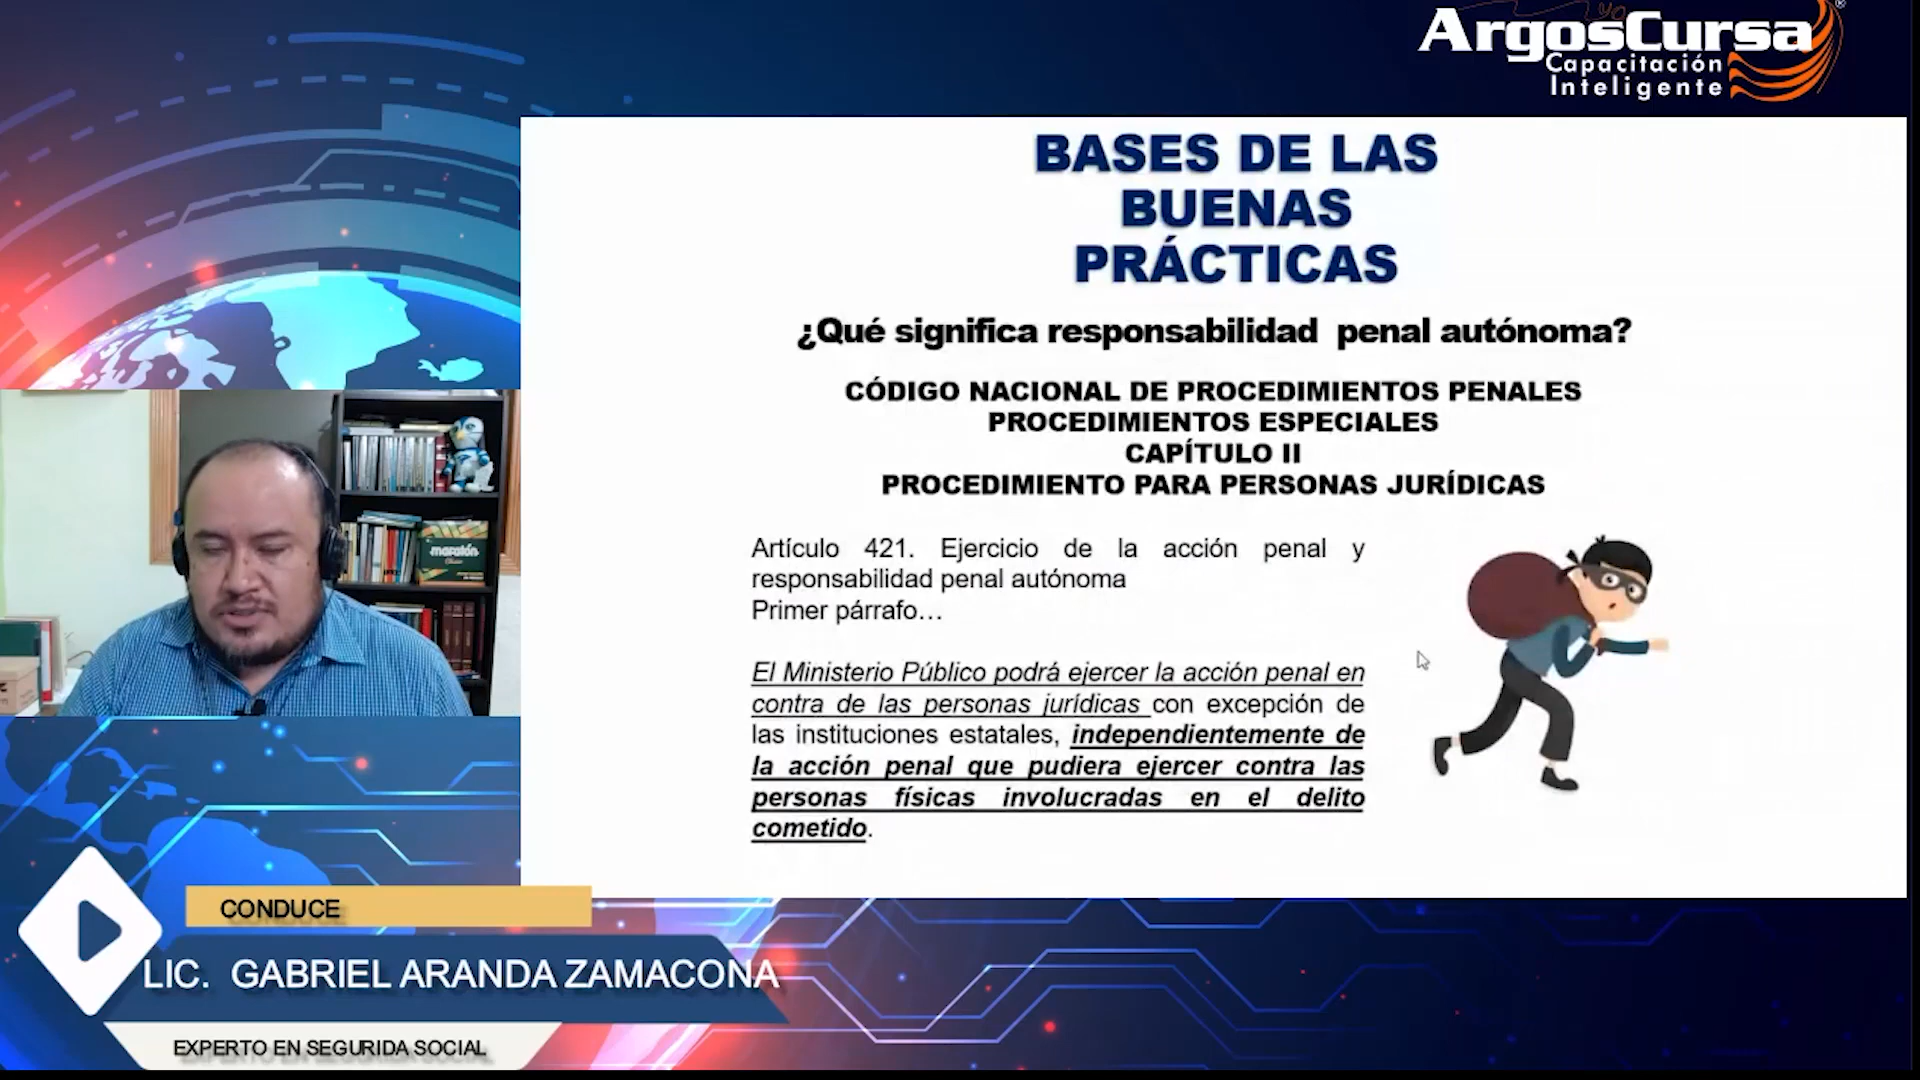 ArgosCursa
Capacitación
Inteligente
BASES DE LAS
BUENAS
PRÁCTICAS
¿Qué significa responsabilidad penal autónoma?
CÓDIGO NACIONAL DE PROCEDIMIENTOS PENALES
PROCEDIMIENTOS ESPECIALES
CAPÍTULO II
PROCEDIMIENTO PARA PERSONAS JURÍDICAS
Artículo 421. Ejercicio de la acción penal y
responsabilidad penal autónoma
Primer párrafo…
El Ministerio Público podrá ejercer la acción penal en
contra de las personas jurídicas con excepción de
las instituciones estatales, independientemente de
la acción penal que pudiera ejercer contra las
personas físicas involucradas en el delito
cometido.
maratón
CONDUCE
LIC. GABRIEL ARANDA ZAMACONA
EXPERTO EN SEGURIDA SOCIAL